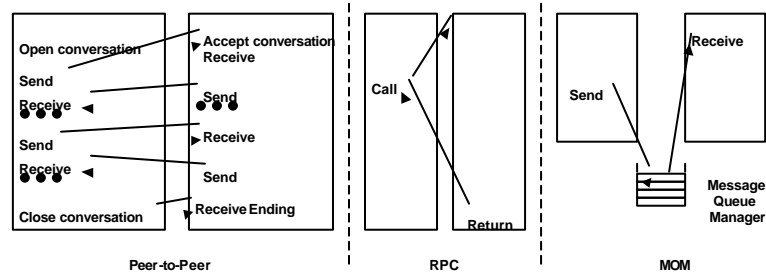 Open conversation
Send
Receive
Send
Receive
Close conversation
Accept conversation
Receive
Send
Receive
Send
Receive Ending
Peer-to-Peer
Call
Return
RPC
Send
Receive
Message
Queue
Manager
MOM